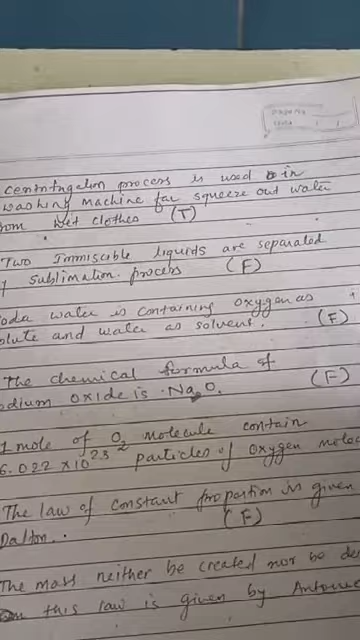 centrifugation process is used in
washing machine for squeeze out water
from wet clothes (T)
Two Immiscible liquids are separated
sublimation process (F)
soda water is containing oxygen as
solute and water as solvent. (F)
The chemical formula of
sodium oxide is Na2O. (F)
1 mole of O2 molecule contain
6.022 × 10^23 particles of oxygen
The law of constant proportion is given
Dalton.. (F)
The mass neither be created nor be
this law is given by